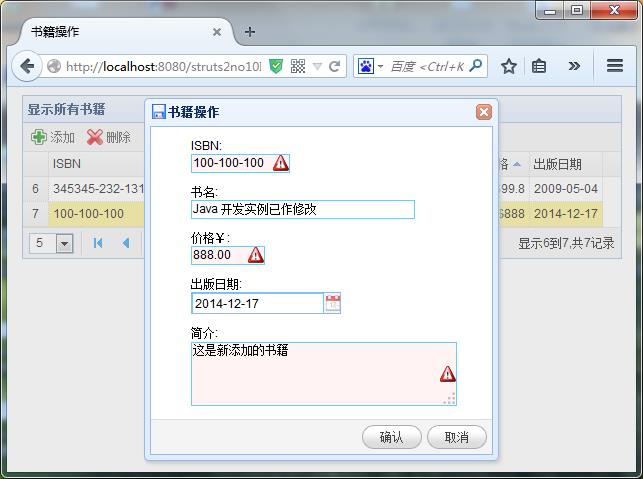 书籍操作
http://localhost:8080/struts2no10
百度 <Ctrl+K
显示所有书籍
书籍操作
添加 删除
ISBN
格 出版日期
6 345345-232-131 99.8 2009-05-04
7 100-100-100 6888 2014-12-17
5 显示6到7,共7记录
ISBN:
100-100-100
书名:
Java 开发实例已作修改
价格￥:
888.00
出版日期:
2014-12-17
简介:
这是新添加的书籍
确认 取消